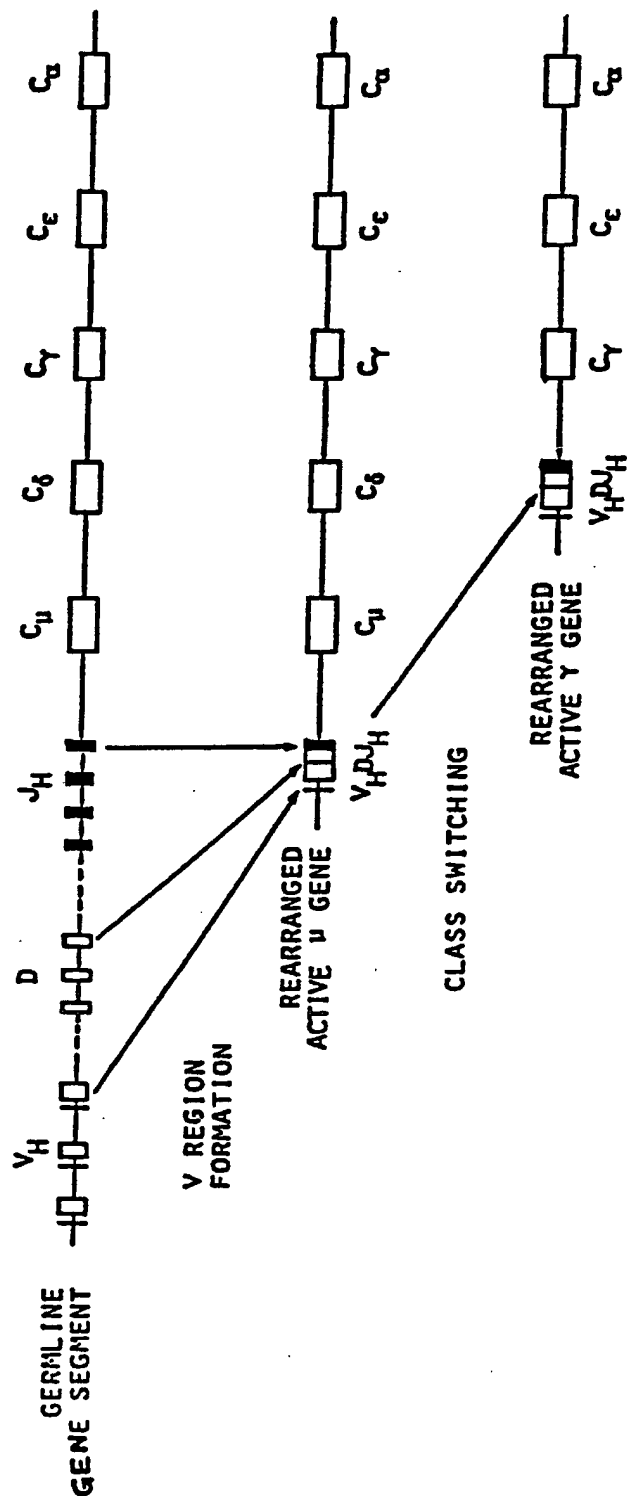 GERMLINE
GENE SEGMENT
V_H
D
J_H
C_μ
C_δ
C_γ
C_ε
C_α
V REGION
FORMATION
REARRANGED
ACTIVE μ GENE
V_HDJ_H
C_μ
C_δ
C_γ
C_ε
C_α
CLASS SWITCHING
REARRANGED
ACTIVE γ GENE
V_HDJ_H
C_γ
C_ε
C_α